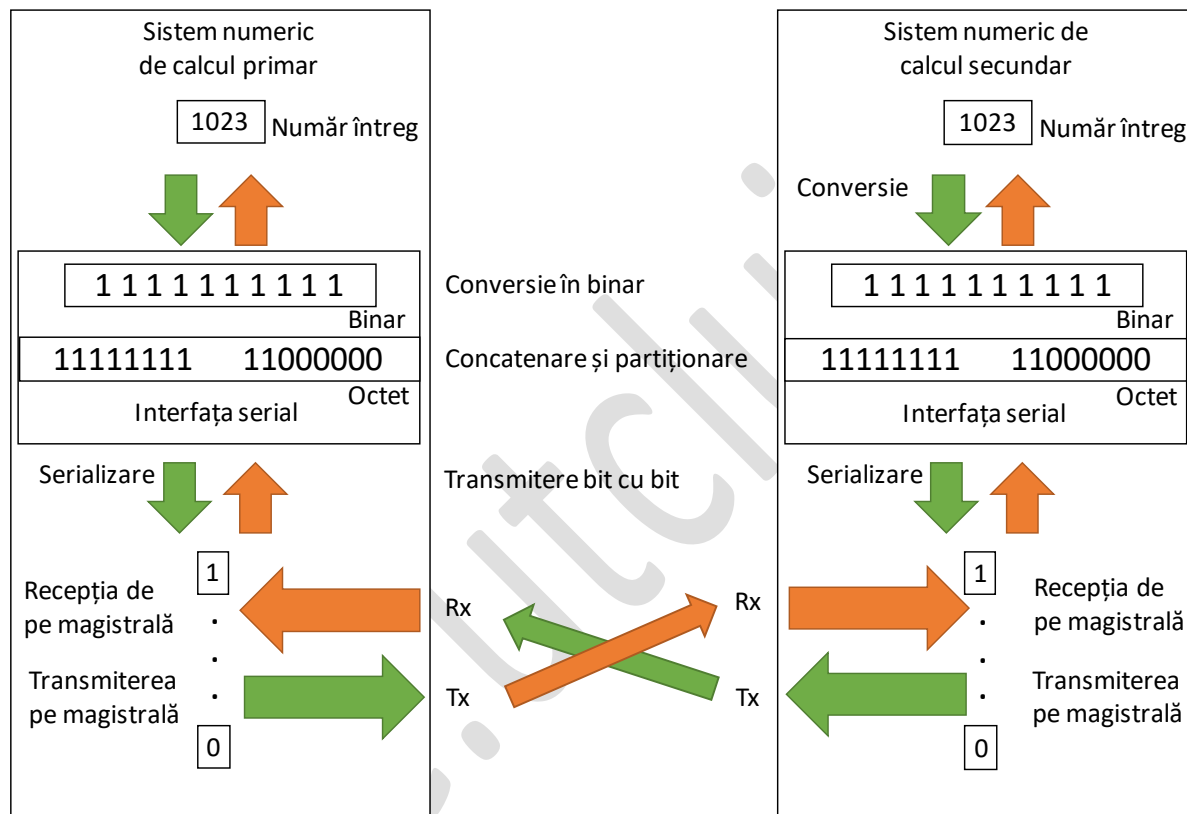 Sistem numeric
de calcul primar
1023 Număr întreg
1 1 1 1 1 1 1 1 1 1
Binar
11111111 11000000
Octet
Interfața serial
Serializare
1
Recepția de
pe magistrală
.
.
.
Transmiterea
pe magistrală
0
Conversie în binar
Concatenare și partiționare
Transmitere bit cu bit
Rx
Rx
Tx
Tx
Sistem numeric de
calcul secundar
1023 Număr întreg
Conversie
1 1 1 1 1 1 1 1 1 1
Binar
11111111 11000000
Octet
Interfața serial
Serializare
1
Recepția de
pe magistrală
.
.
.
Transmiterea
pe magistrală
0